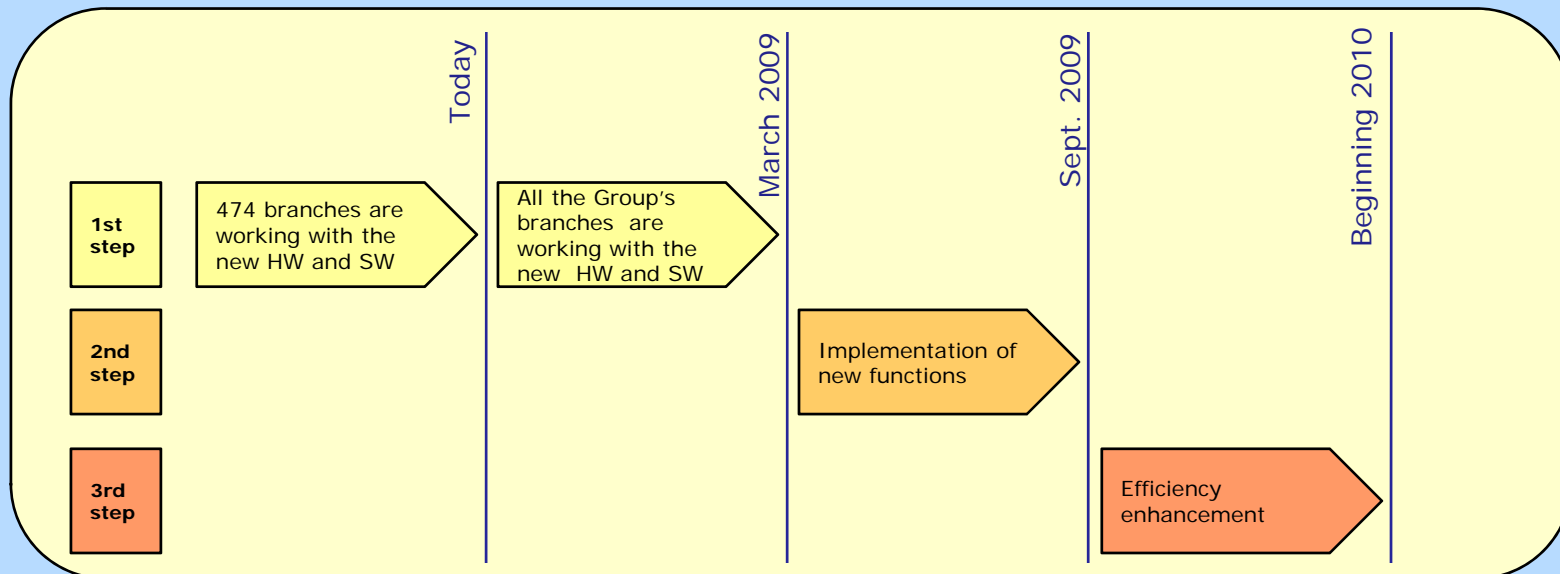 Today
March 2009
Sept. 2009
Beginning 2010
1st
step
474 branches are
working with the
new HW and SW
All the Group's
branches are
working with the
new HW and SW
2nd
step
Implementation of
new functions
3rd
step
Efficiency
enhancement